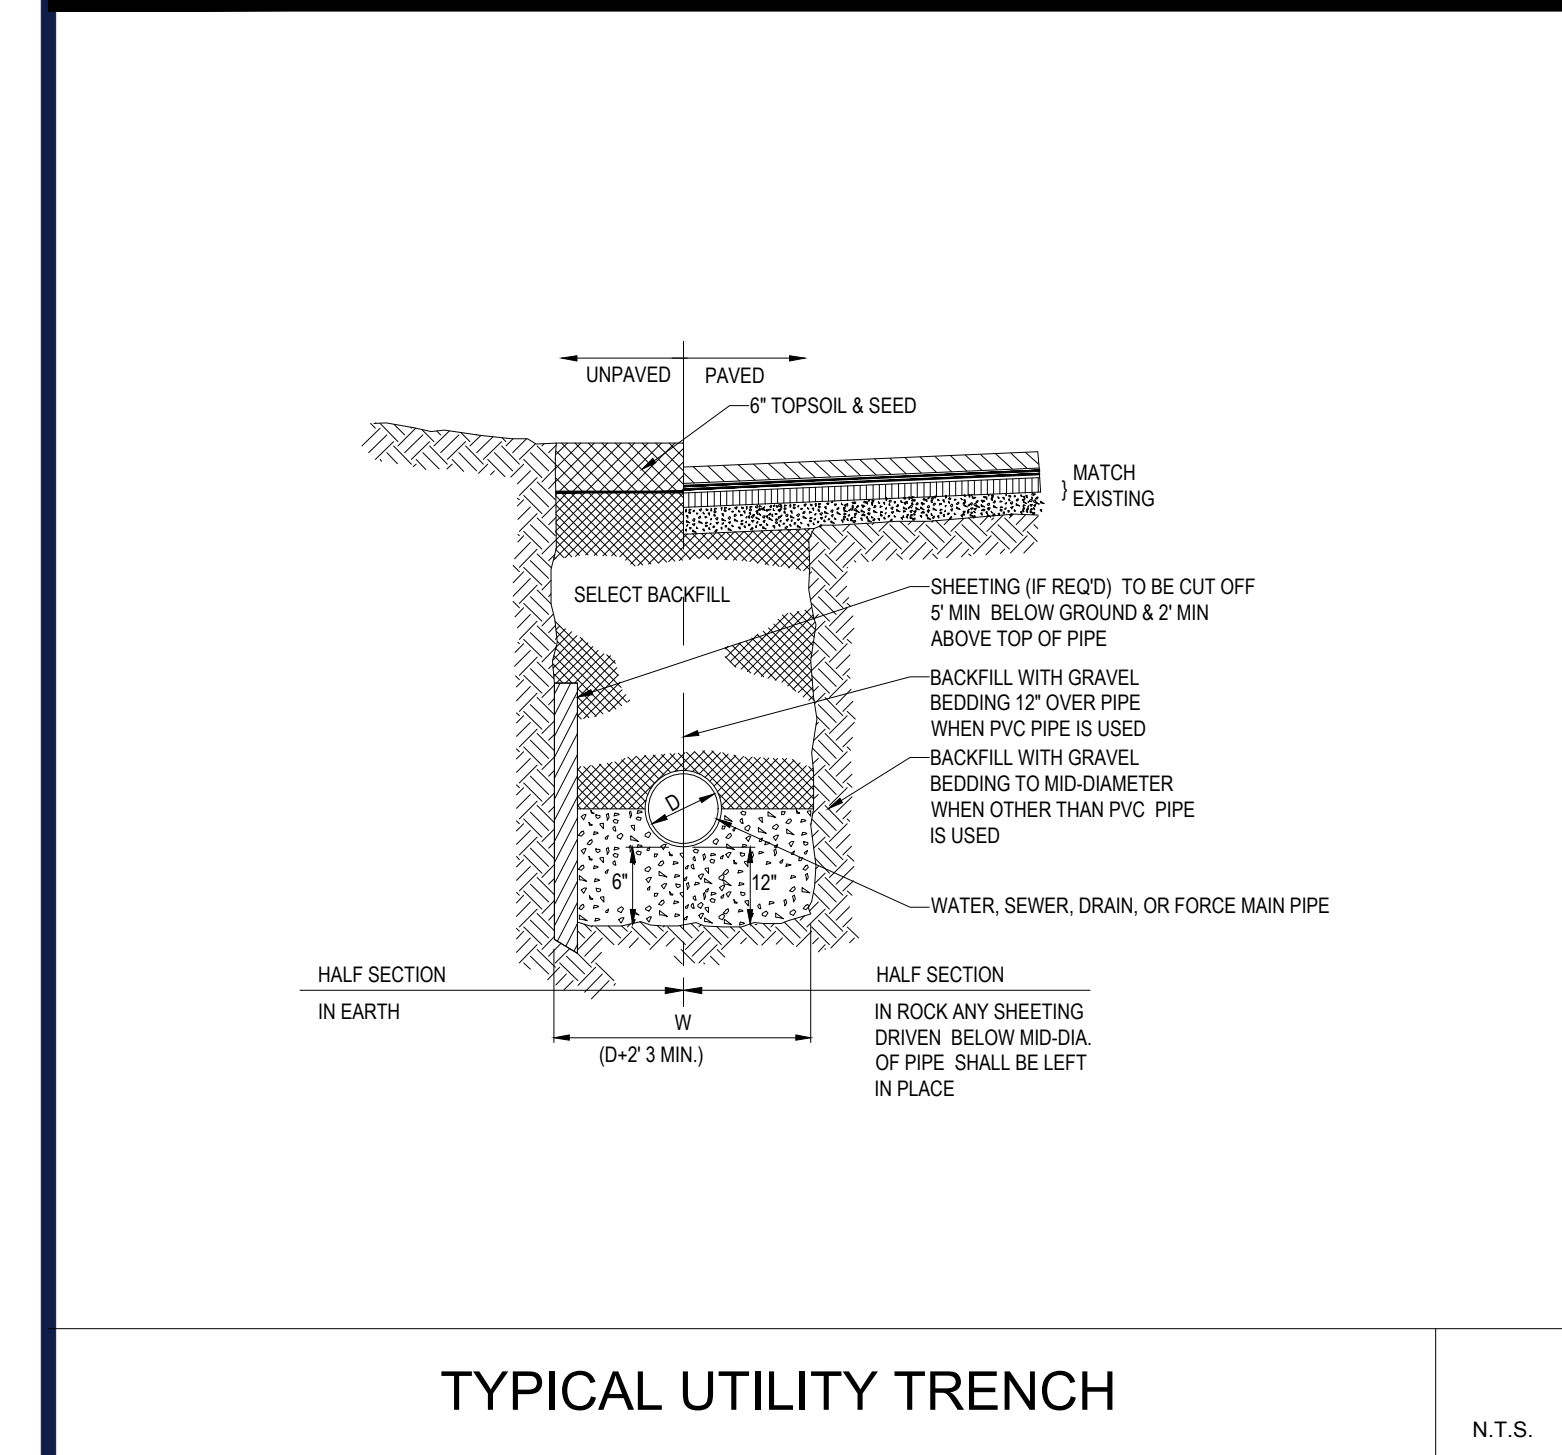 UNPAVED
PAVED
6" TOPSOIL & SEED
MATCH
} EXISTING
SELECT BACKFILL
SHEETING (IF REQ'D) TO BE CUT OFF
5' MIN BELOW GROUND & 2' MIN
ABOVE TOP OF PIPE
BACKFILL WITH GRAVEL
BEDDING 12" OVER PIPE
WHEN PVC PIPE IS USED
BACKFILL WITH GRAVEL
BEDDING TO MID-DIAMETER
WHEN OTHER THAN PVC PIPE
IS USED
D
6"
12"
WATER, SEWER, DRAIN, OR FORCE MAIN PIPE
HALF SECTION
IN EARTH
HALF SECTION
IN ROCK ANY SHEETING
DRIVEN BELOW MID-DIA.
OF PIPE SHALL BE LEFT
IN PLACE
W
(D+2' 3 MIN.)
TYPICAL UTILITY TRENCH
N.T.S.